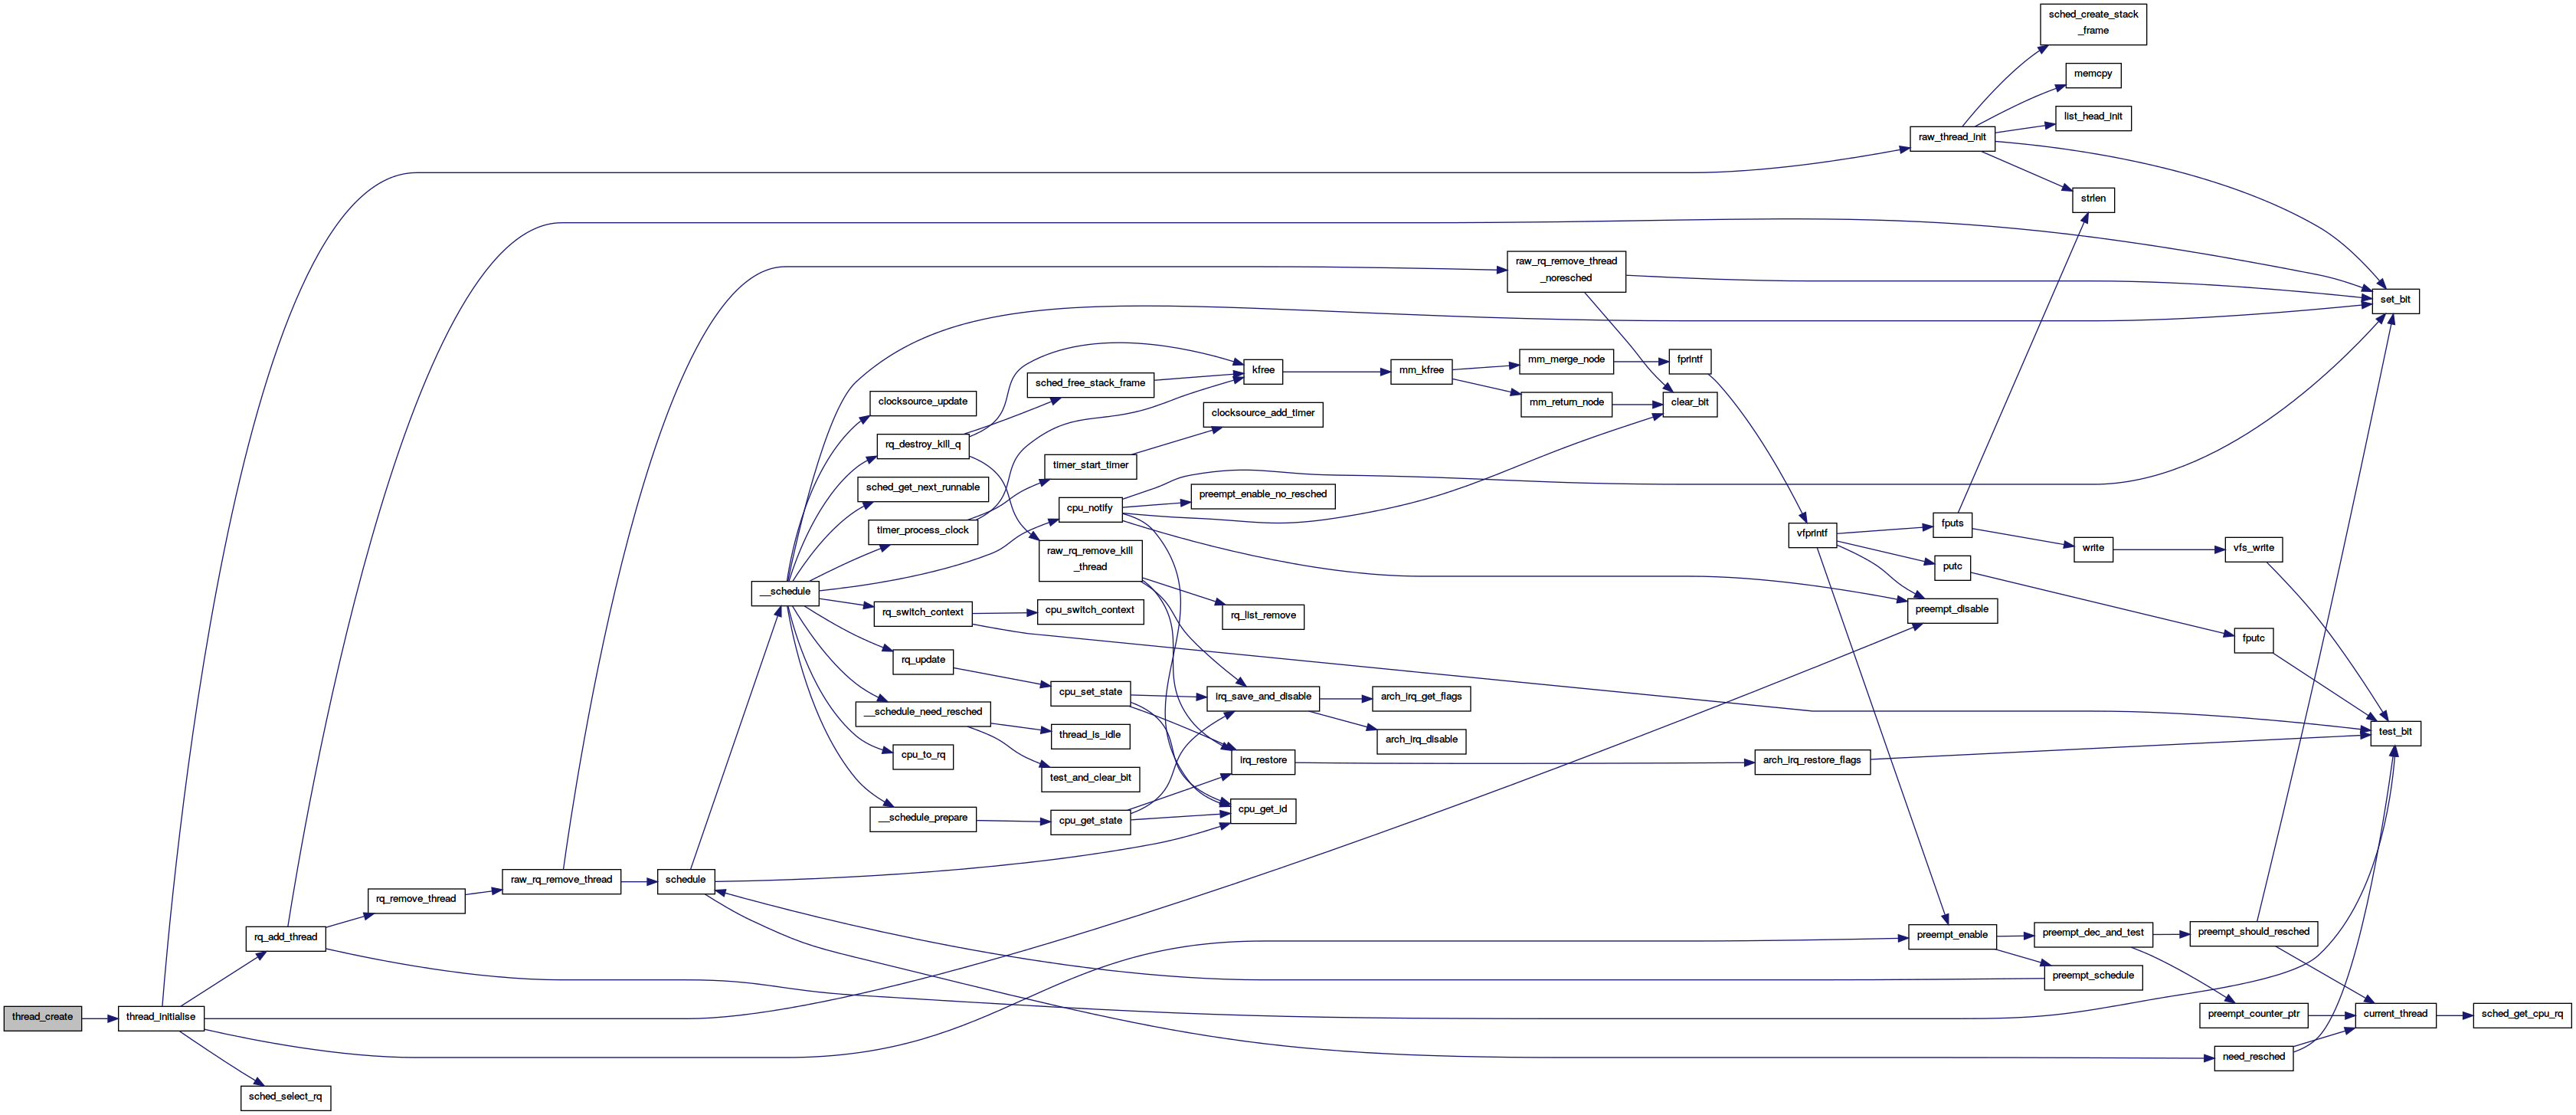 sched_create_stack
_frame
memcpy
list_head_init
raw_thread_init
strlen
raw_rq_remove_thread
_noresched
set_bit
kfree
mm_kfree
mm_merge_node
fprintf
sched_free_stack_frame
clocksource_update
mm_return_node
clear_bit
clocksource_add_timer
rq_destroy_kill_q
timer_start_timer
sched_get_next_runnable
preempt_enable_no_resched
cpu_notify
timer_process_clock
fputs
vfprintf
write
vfs_write
raw_rq_remove_kill
_thread
putc
__schedule
rq_switch_context
cpu_switch_context
rq_list_remove
preempt_disable
fputc
rq_update
cpu_set_state
irq_save_and_disable
arch_irq_get_flags
__schedule_need_resched
thread_is_idle
arch_irq_disable
test_bit
cpu_to_rq
irq_restore
arch_irq_restore_flags
test_and_clear_bit
cpu_get_id
__schedule_prepare
cpu_get_state
raw_rq_remove_thread
schedule
rq_remove_thread
rq_add_thread
preempt_enable
preempt_dec_and_test
preempt_should_resched
preempt_schedule
thread_create
thread_initialise
preempt_counter_ptr
current_thread
sched_get_cpu_rq
need_resched
sched_select_rq